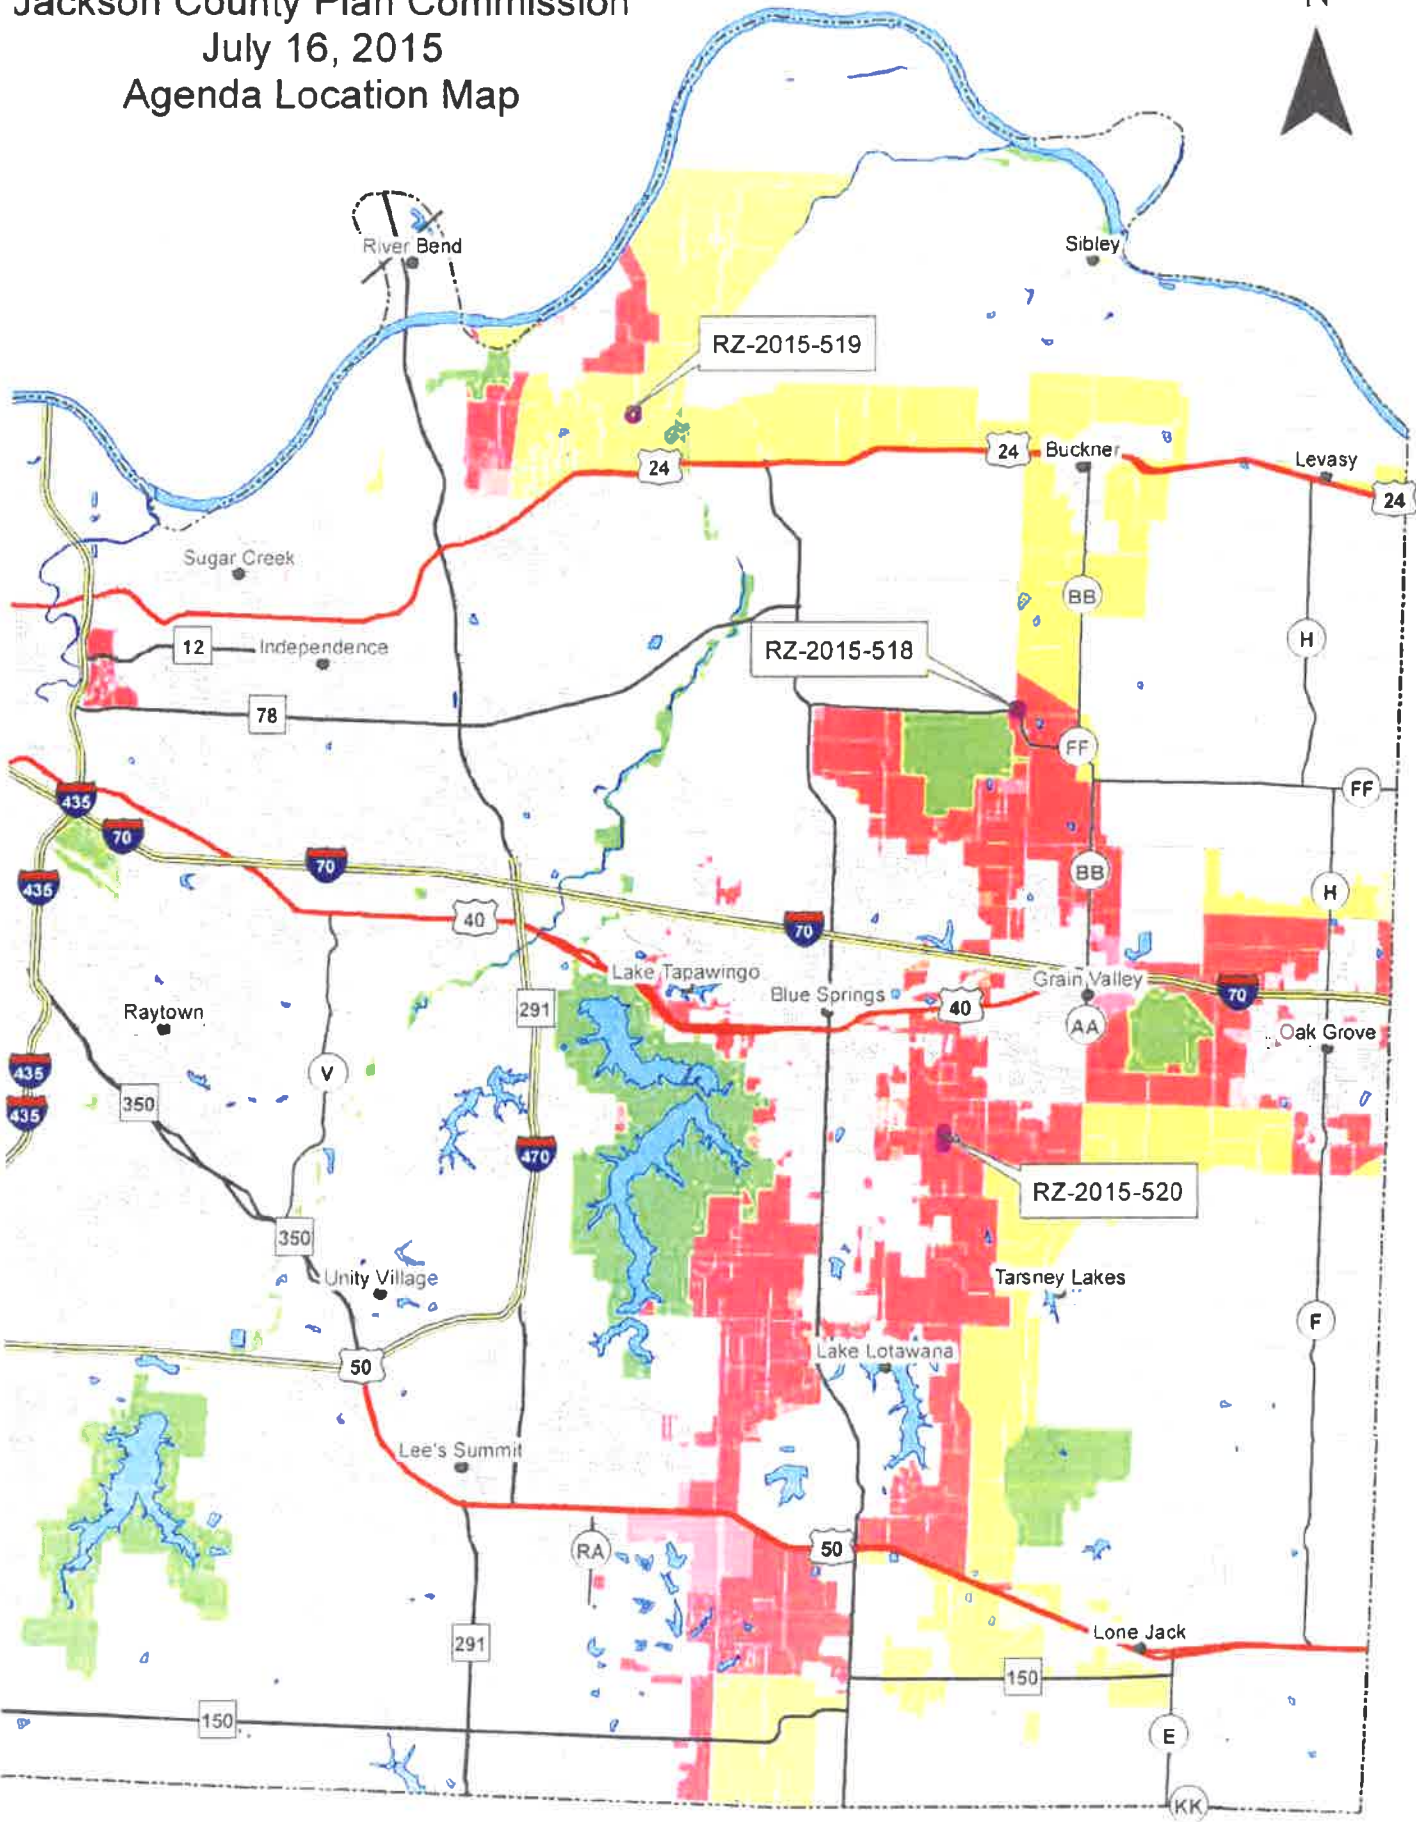 Jackson County Plan Commission
July 16, 2015
Agenda Location Map
N
River Bend
Sibley
RZ-2015-519
24
24
Buckner
Levasy
24
Sugar Creek
BB
12
Independence
RZ-2015-518
H
78
FF
435
70
70
FF
435
BB
H
40
70
Lake Tapawingo
Grain Valley
Blue Springs
70
291
40
Raytown
AA
Oak Grove
435
V
350
435
470
RZ-2015-520
350
Unity Village
Tarsney Lakes
F
50
Lake Lotawana
Lee's Summit
RA
50
Lone Jack
291
150
150
E
KK